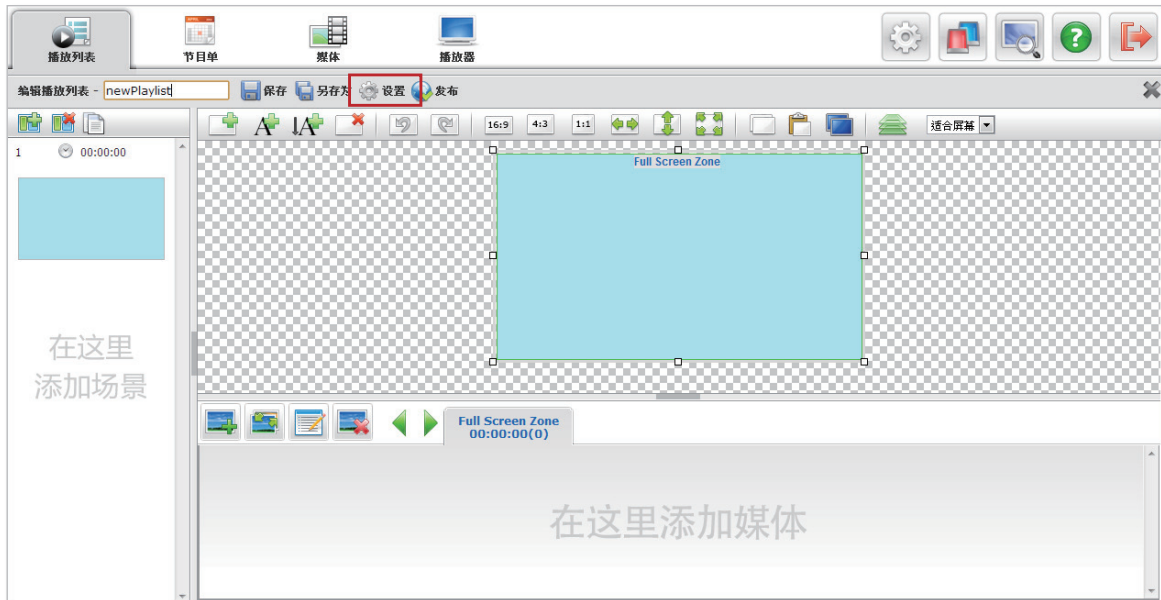 播放列表 节目单 媒体 播放器
编辑播放列表 - newPlaylist 保存 另存为 设置 发布
16:9 4:3 1:1 适合屏幕
1 00:00:00
Full Screen Zone
在这里
添加场景
Full Screen Zone
00:00:00(0)
在这里添加媒体